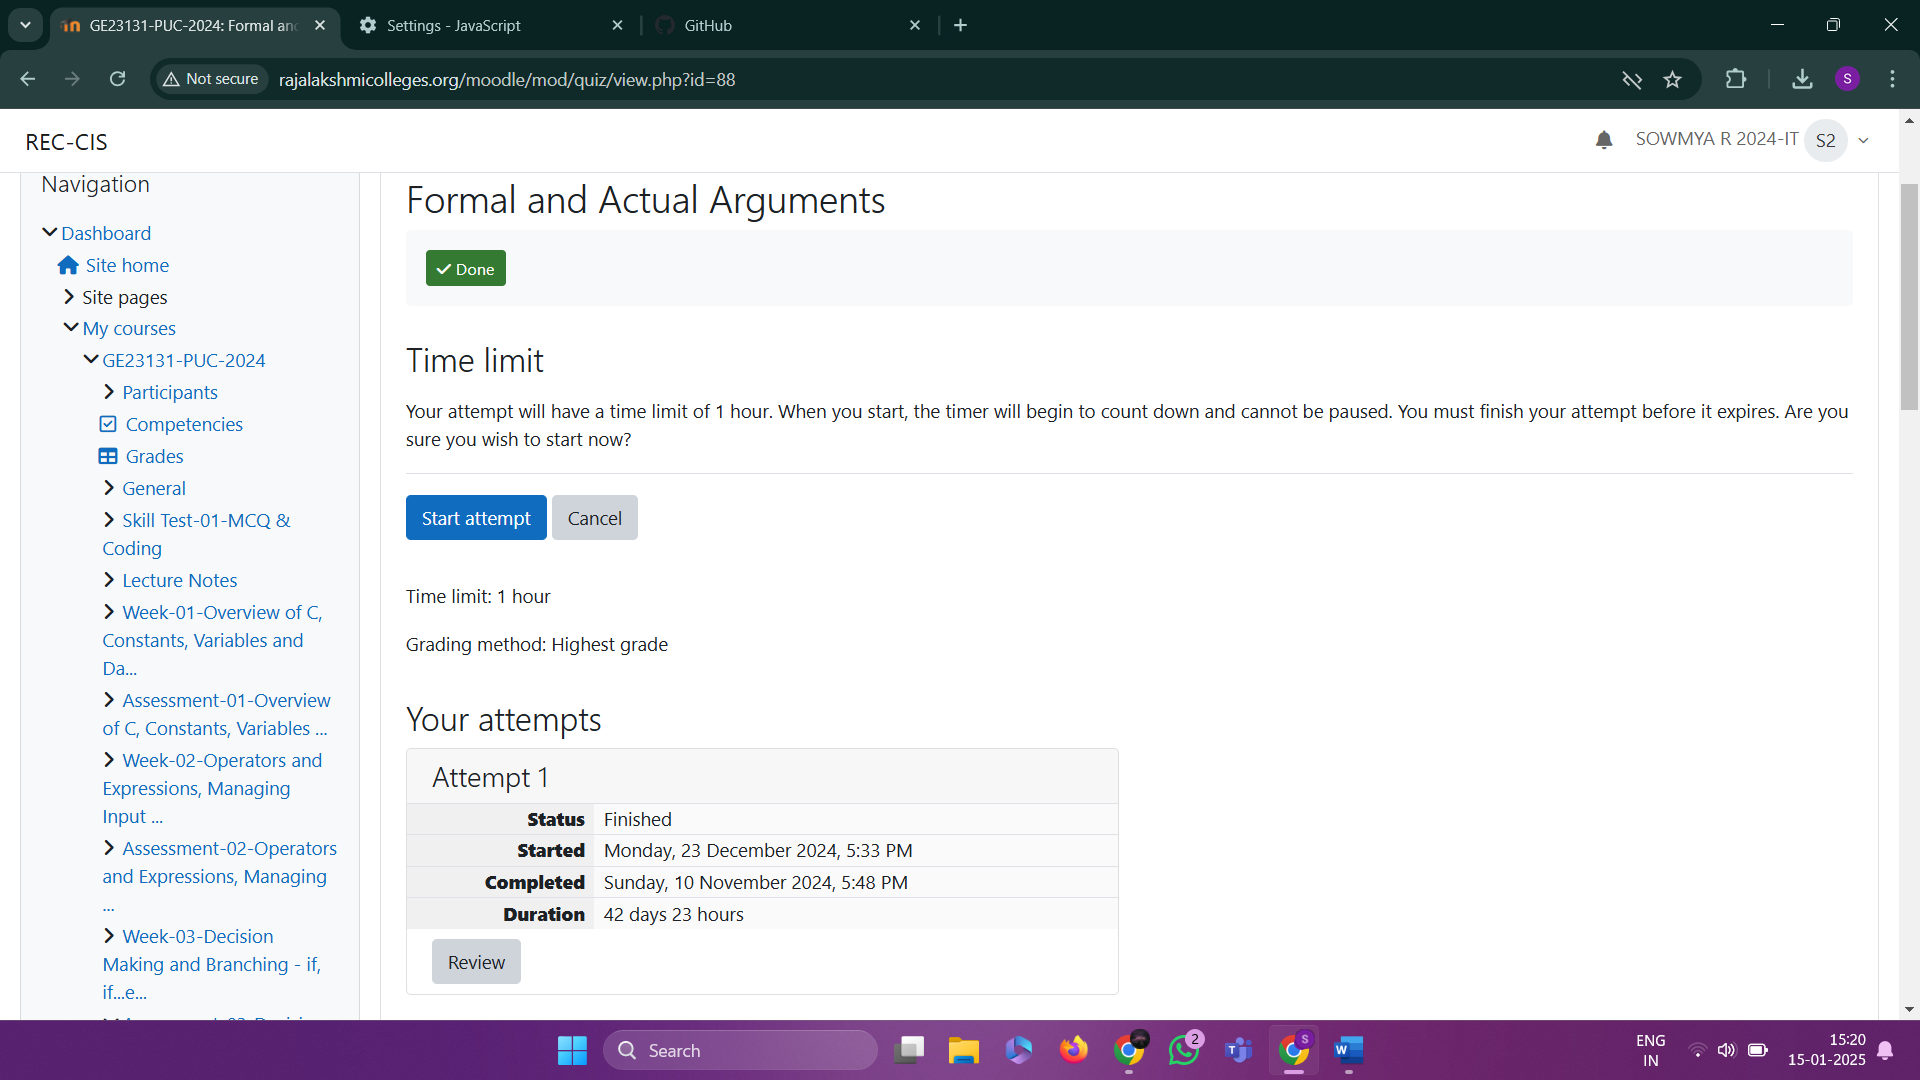 GE23131-PUC-2024: Formal an
Settings - JavaScript
GitHub
Not secure
rajalakshmicolleges.org/moodle/mod/quiz/view.php?id=88
S
REC-CIS
SOWMYA R 2024-IT
S2
Navigation
Dashboard
Site home
Site pages
My courses
GE23131-PUC-2024
Participants
Competencies
Grades
General
Skill Test-01-MCQ &
Coding
Lecture Notes
Week-01-Overview of C,
Constants, Variables and
Da...
Assessment-01-Overview
of C, Constants, Variables ...
Week-02-Operators and
Expressions, Managing
Input ...
Assessment-02-Operators
and Expressions, Managing
...
Week-03-Decision
Making and Branching - if,
if...e...
Formal and Actual Arguments
Done
Time limit
Your attempt will have a time limit of 1 hour. When you start, the timer will begin to count down and cannot be paused. You must finish your attempt before it expires. Are you
sure you wish to start now?
Start attempt
Cancel
Time limit: 1 hour
Grading method: Highest grade
Your attempts
Attempt 1
Status Finished
Started Monday, 23 December 2024, 5:33 PM
Completed Sunday, 10 November 2024, 5:48 PM
Duration 42 days 23 hours
Review
Search
2
T
S
W
ENG
IN
15:20
15-01-2025